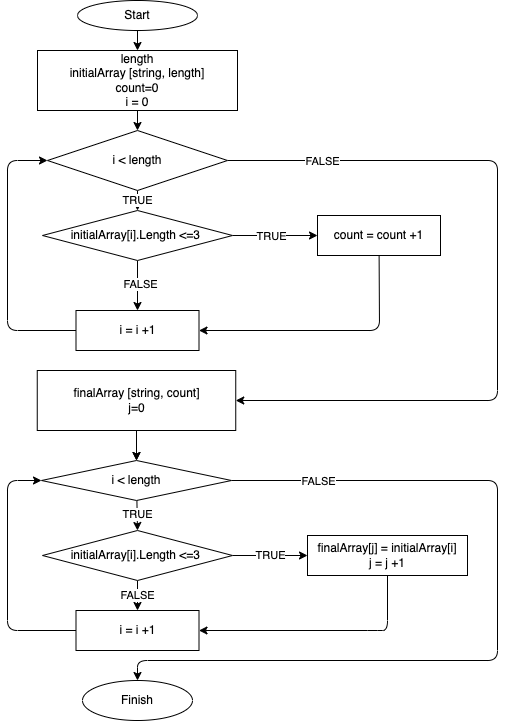 Start
length
initialArray [string, length]
count=0
i = 0
i < length
FALSE
TRUE
initialArray[i].Length <=3
TRUE
count = count +1
FALSE
i = i +1
finalArray [string, count]
j=0
i < length
FALSE
TRUE
initialArray[i].Length <=3
TRUE
finalArray[j] = initialArray[i]
j = j +1
FALSE
i = i +1
Finish